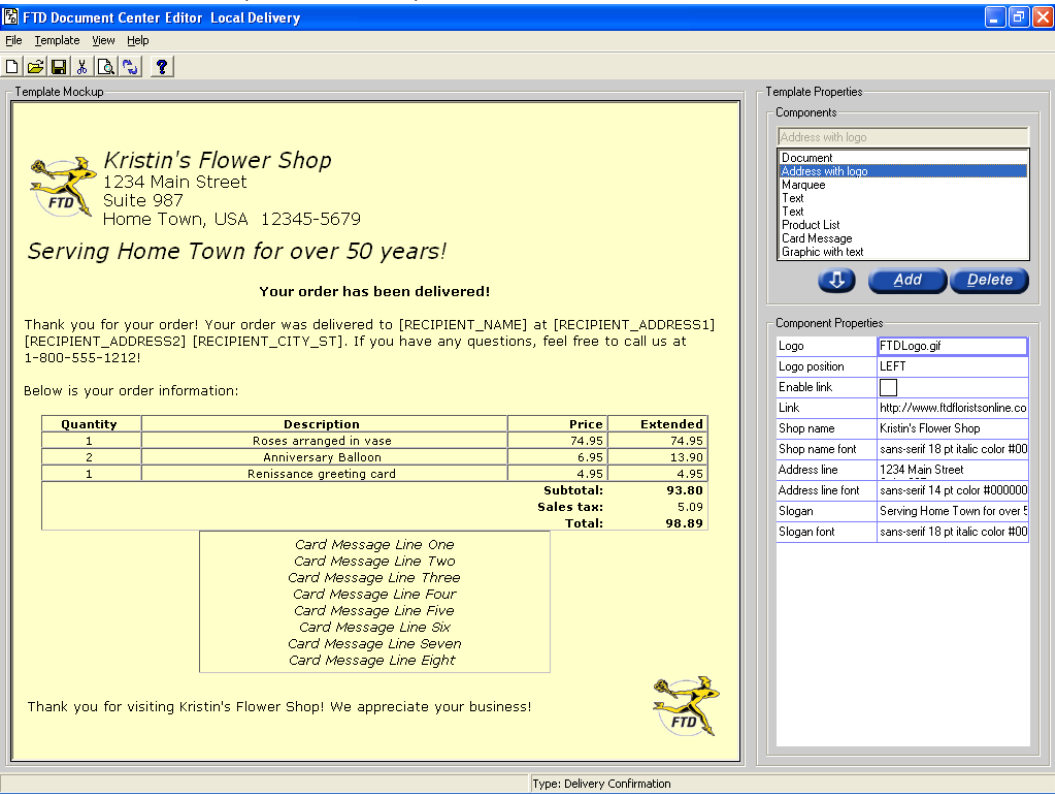 FTD Document Center Editor Local Delivery
File Template View Help
Template Mockup
FTD
Kristin's Flower Shop
1234 Main Street
Suite 987
Home Town, USA 12345-5679
Serving Home Town for over 50 years!
Your order has been delivered!
Thank you for your order! Your order was delivered to [RECIPIENT_NAME] at [RECIPIENT_ADDRESS1]
[RECIPIENT_ADDRESS2] [RECIPIENT_CITY_ST]. If you have any questions, feel free to call us at
1-800-555-1212!
Below is your order information:
Quantity Description Price Extended
1 Roses arranged in vase 74.95 74.95
2 Anniversary Balloon 6.95 13.90
1 Renissance greeting card 4.95 4.95
Subtotal: 93.80
Sales tax: 5.09
Total: 98.89
Card Message Line One
Card Message Line Two
Card Message Line Three
Card Message Line Four
Card Message Line Five
Card Message Line Six
Card Message Line Seven
Card Message Line Eight
Thank you for visiting Kristin's Flower Shop! We appreciate your business!
FTD
Template Properties
Components
Address with logo
Document
Address with logo
Marquee
Text
Text
Product List
Card Message
Graphic with text
Add Delete
Component Properties
Logo FTDLogo.gif
Logo position LEFT
Enable link
Link http://www.ftdfloristsonline.co
Shop name Kristin's Flower Shop
Shop name font sans-serif 18 pt italic color #00
Address line 1234 Main Street
Address line font sans-serif 14 pt color #000000
Slogan Serving Home Town for over 5
Slogan font sans-serif 18 pt italic color #00
Type: Delivery Confirmation